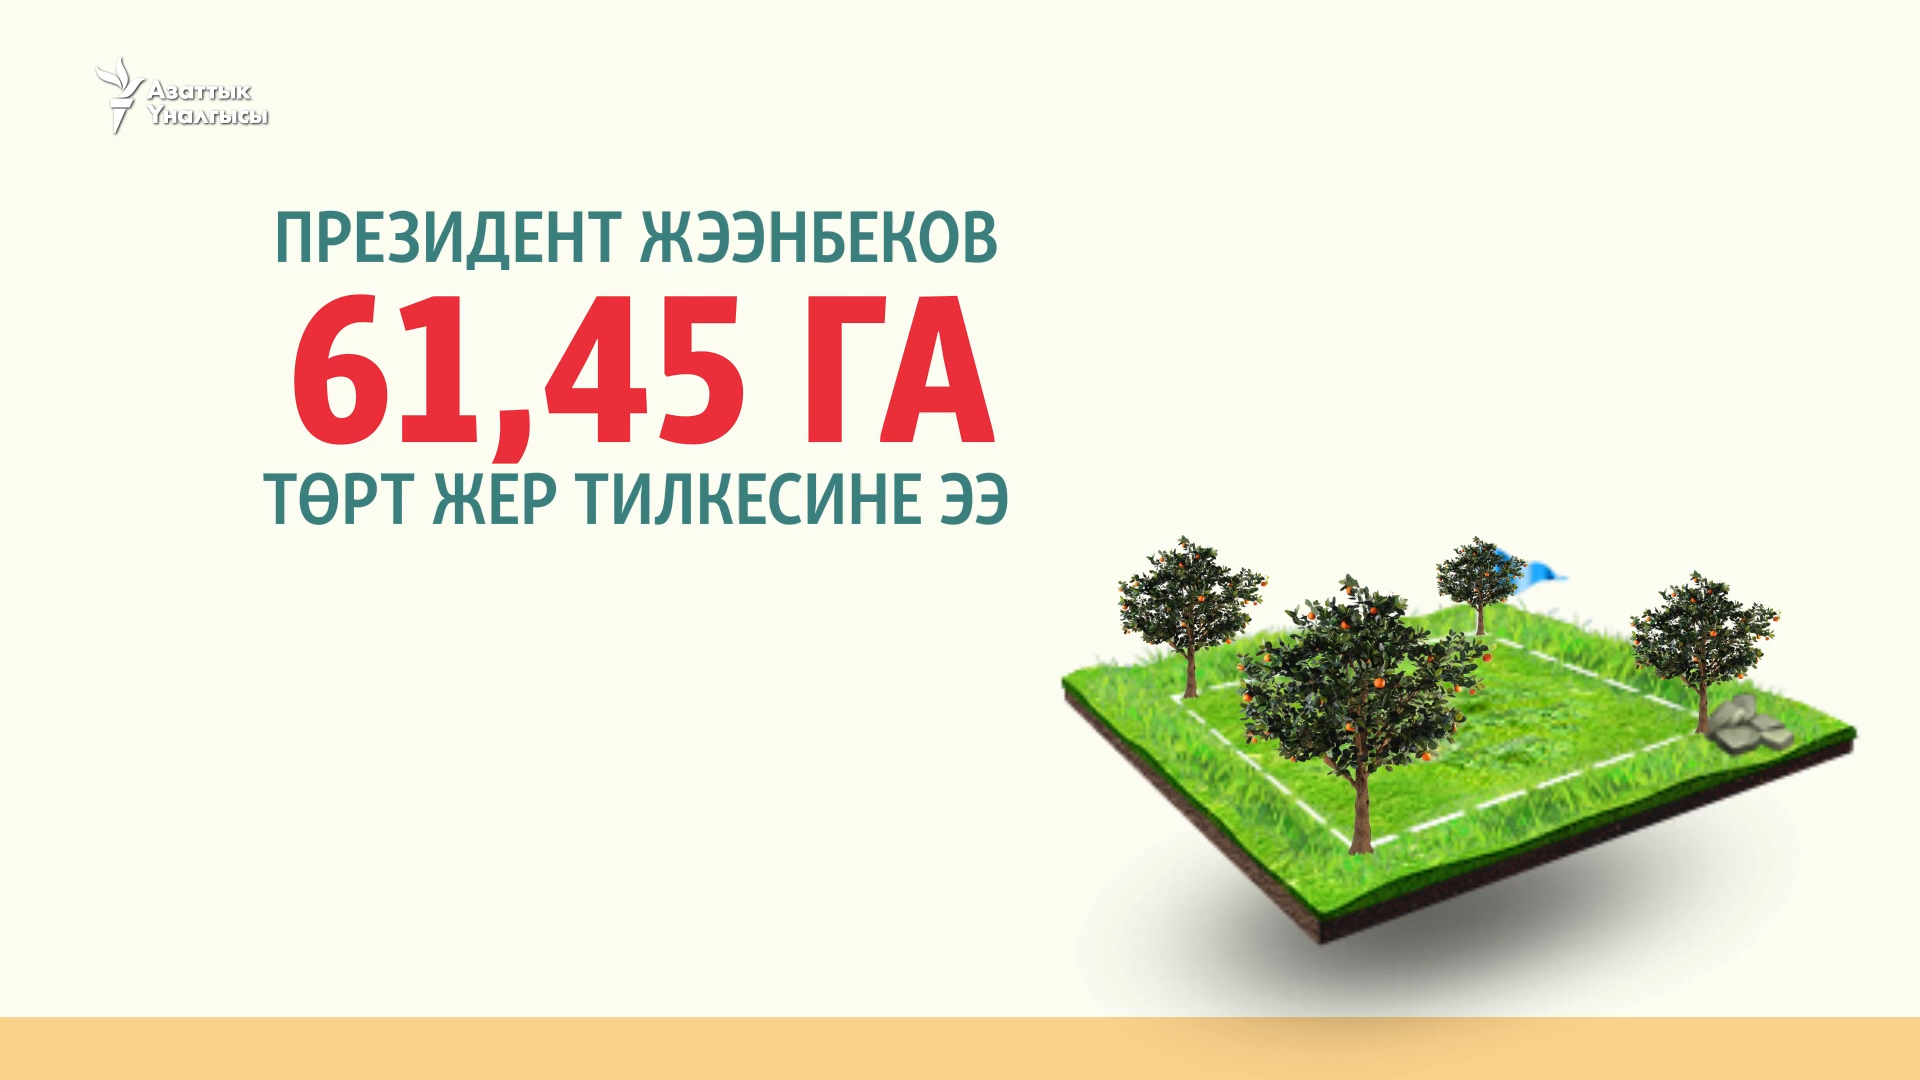 Азаттык
Үналгысы
ПРЕЗИДЕНТ ЖЭЭНБЕКОВ
61,45 ГА
ТӨРТ ЖЕР ТИЛКЕСИНЕ ЭЭ